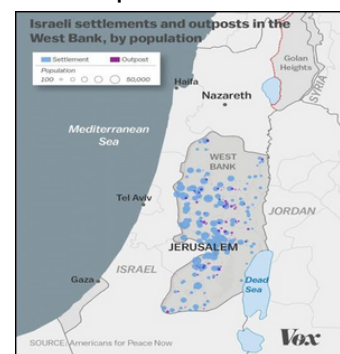 Israeli settlements and outposts in the
West Bank, by population
Settlement Outpost
Population
100 50,000
Golan
Heights
SYRIA
Haifa
Nazareth
Mediterranean
Sea
WEST
BANK
Tel Aviv
JORDAN
JERUSALEM
ISRAEL
Gaza
Dead
Sea
SOURCE: Americans for Peace Now
Vox